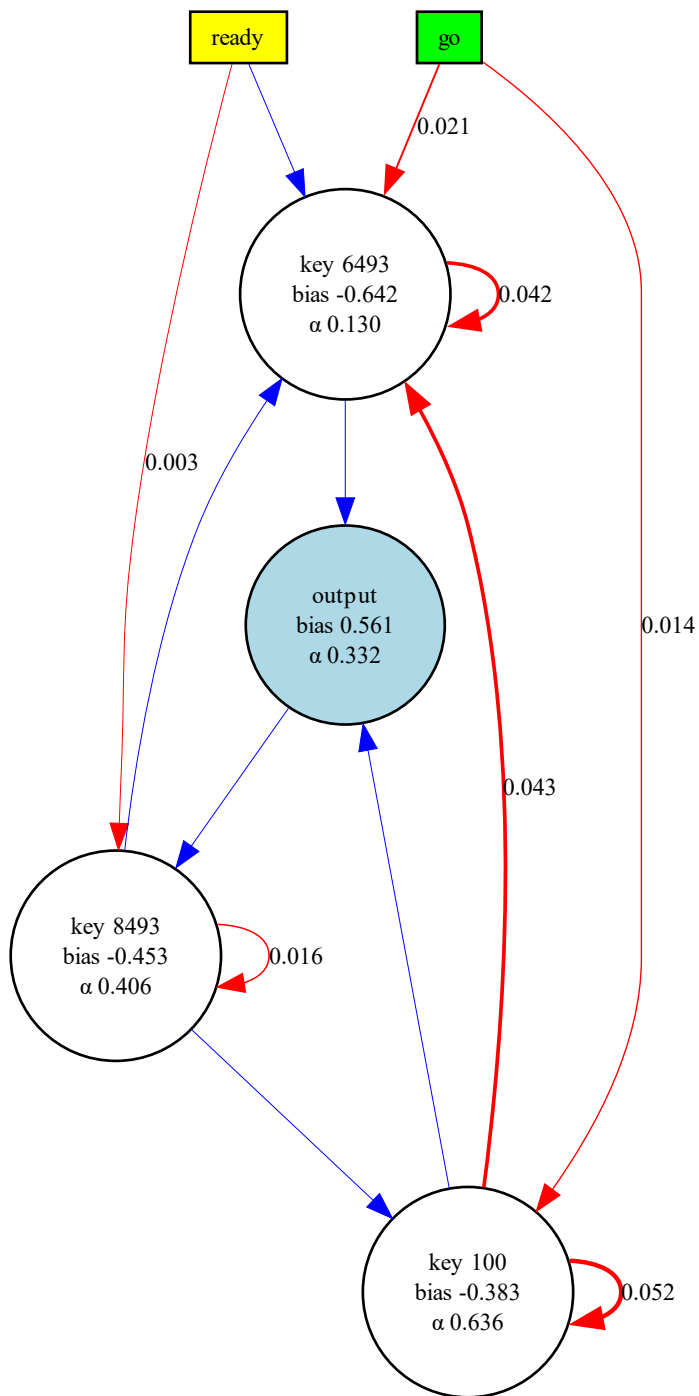 ready
go
0.021
key 6493
bias -0.642
α 0.130
0.042
0.003
output
bias 0.561
α 0.332
0.014
0.043
key 8493
bias -0.453
α 0.406
0.016
key 100
bias -0.383
α 0.636
0.052